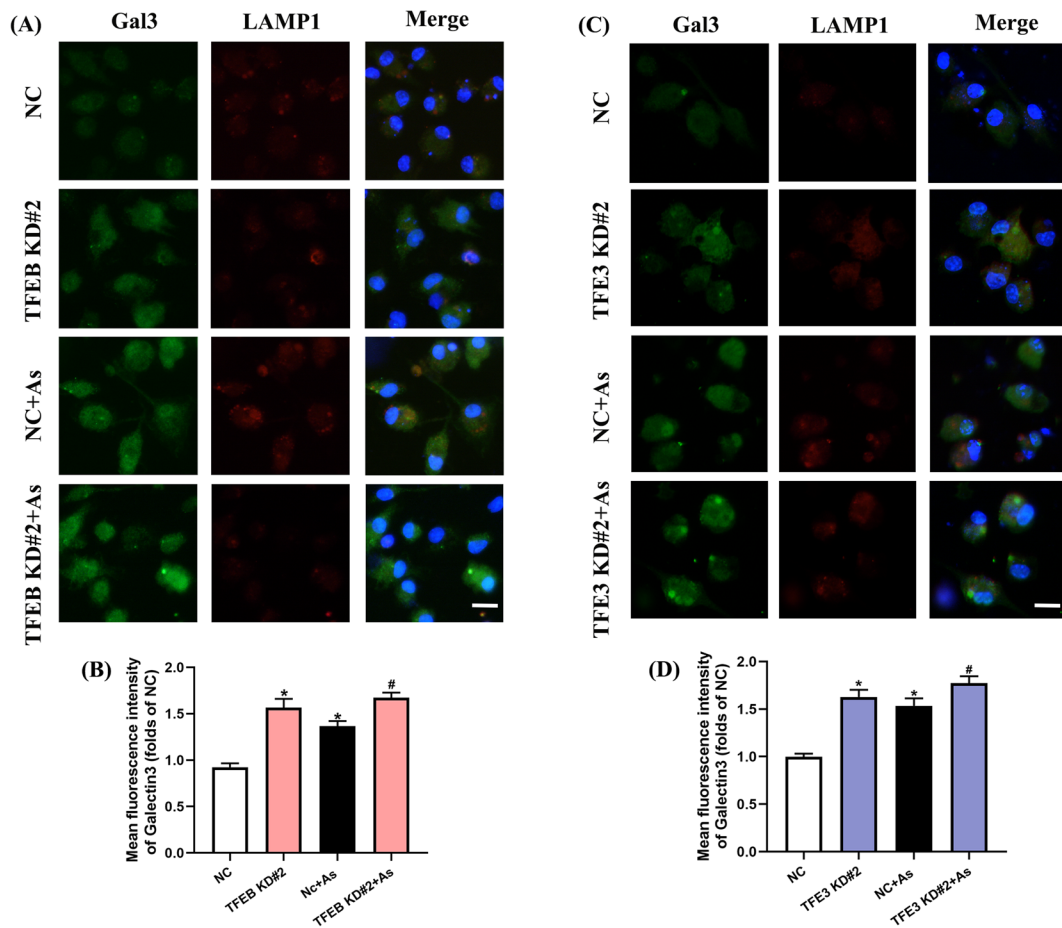 (A)
Gal3 LAMP1 Merge
NC
TFEB KD#2
NC+As
TFEB KD#2+As
(B)
Mean fluorescence intensity
of Galectin3 (folds of NC)
2.0
1.5
1.0
0.5
0.0
*
*
#
NC
TFEB KD#2
Nc+As
TFEB KD#2+As
(C)
Gal3 LAMP1 Merge
NC
TFE3 KD#2
NC+As
TFE3 KD#2+As
(D)
Mean fluorescence intensity
of Galectin3 (folds of NC)
2.0
1.5
1.0
0.5
0.0
*
*
#
NC
TFE3 KD#2
NC+As
TFE3 KD#2+As